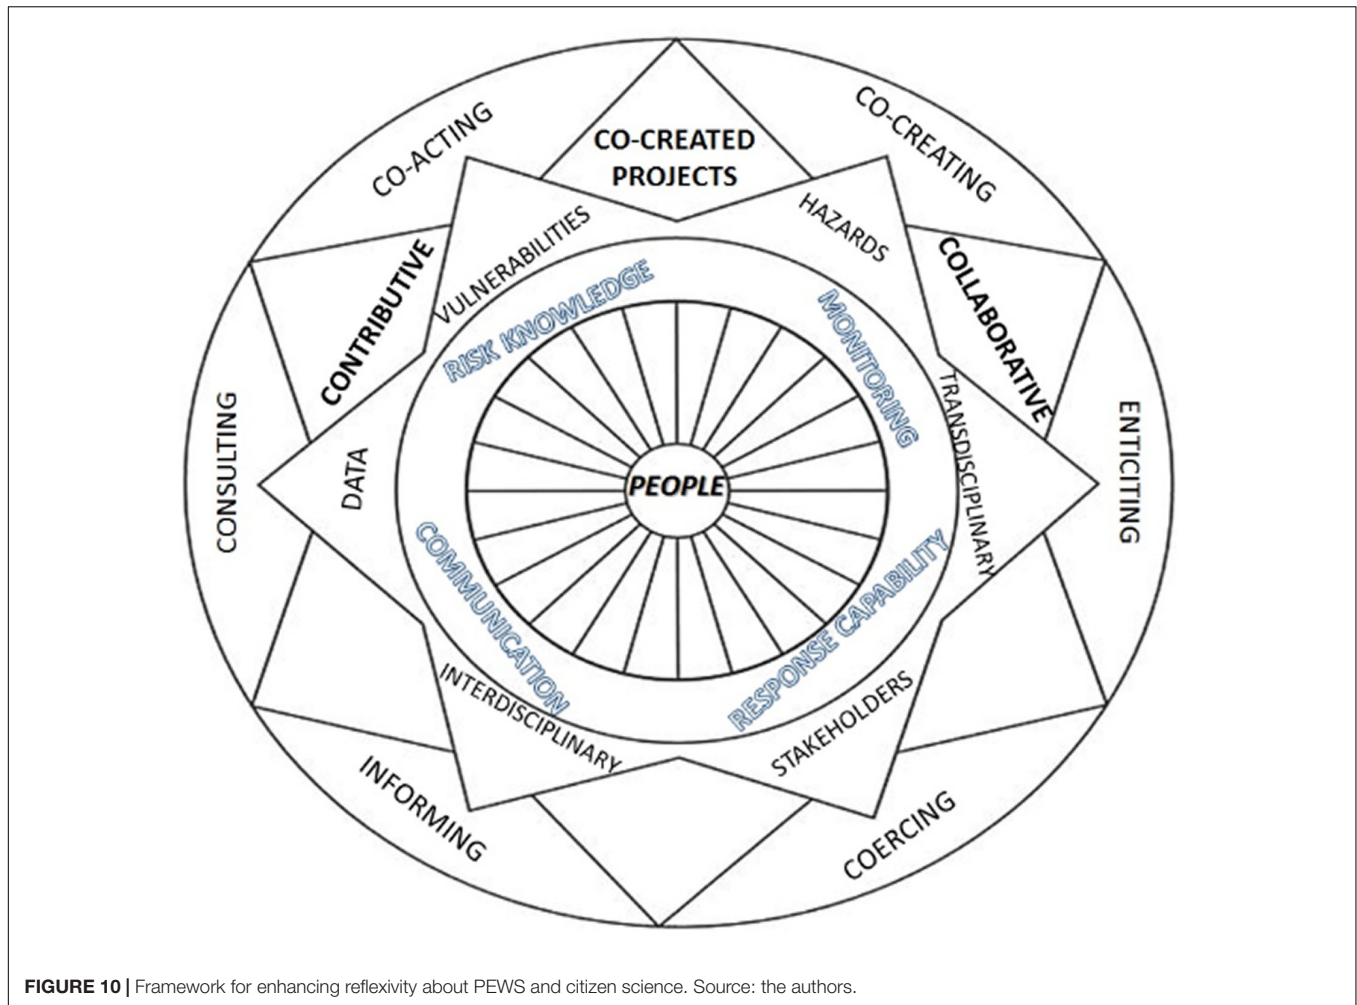 CO-ACTING
CO-CREATING
CO-CREATED
PROJECTS
CONTRIBUTIVE
VULNERABILITIES
HAZARDS
COLLABORATIVE
RISK KNOWLEDGE
MONITORING
CONSULTING
DATA
PEOPLE
TRANSDISCIPLINARY
ENTICITING
COMMUNICATION
RESPONSE CAPABILITY
INTERDISCIPLINARY
STAKEHOLDERS
INFORMING
COERCING
FIGURE 10 | Framework for enhancing reflexivity about PEWS and citizen science. Source: the authors.